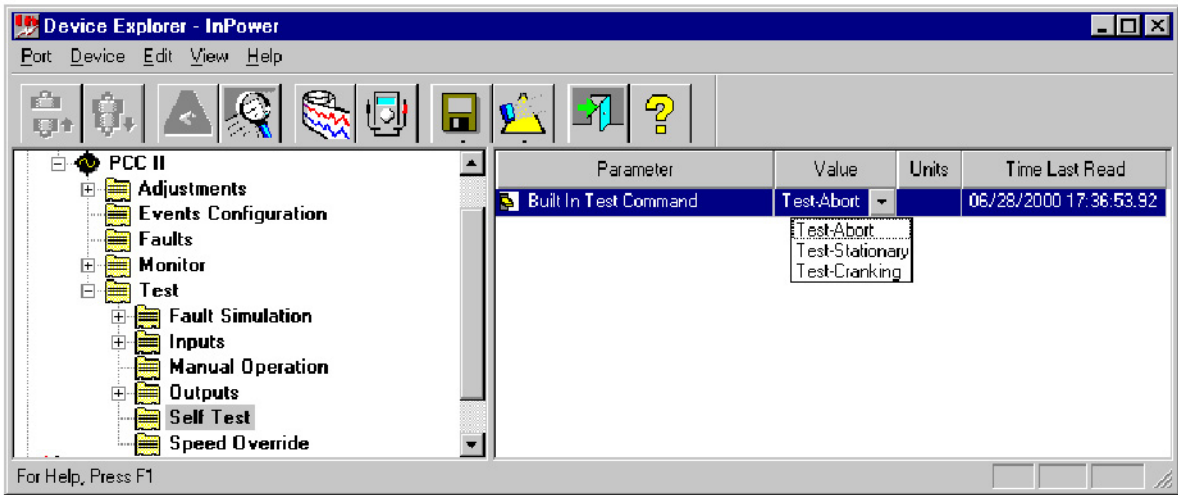 Device Explorer - InPower
Port Device Edit View Help
PCC II
Adjustments
Events Configuration
Faults
Monitor
Test
Fault Simulation
Inputs
Manual Operation
Outputs
Self Test
Speed Override
Parameter Value Units Time Last Read
Built In Test Command Test-Abort 06/28/2000 17:36:53.92
Test-Abort
Test-Stationary
Test-Cranking
For Help, Press F1